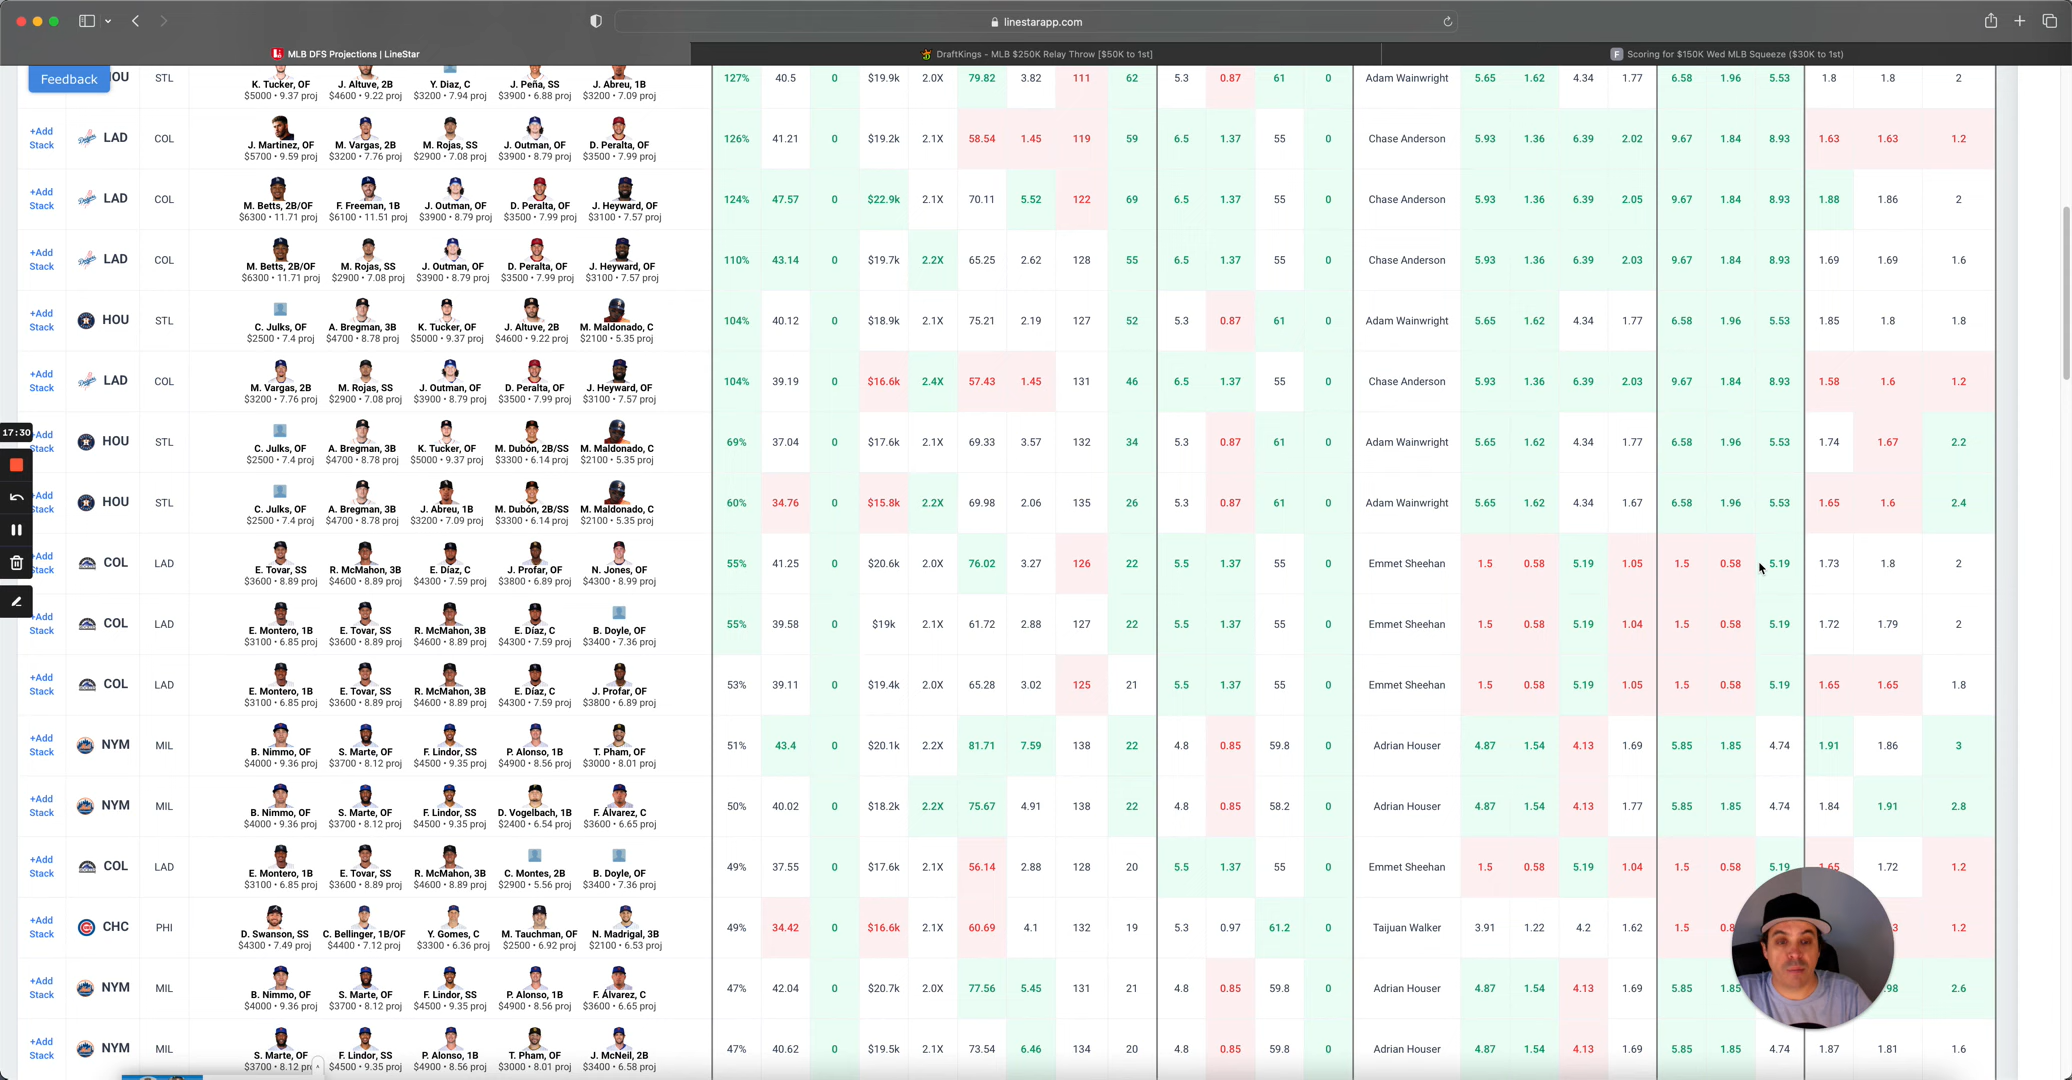 linestarapp.com
MLB DFS Projections | LineStar
DraftKings - MLB $250K Relay Throw [$50K to 1st]
Scoring for $150K Wed MLB Squeeze ($30K to 1st)
Feedback
OU STL K. Tucker, OF J. Altuve, 2B Y. Diaz, C J. Peña, SS J. Abreu, 1B 127% 40.5 0 $19.9k 2.0X 79.82 3.82 111 62 5.3 0.87 61 0 Adam Wainwright 5.65 1.62 4.34 1.77 6.58 1.96 5.53 1.8 1.8 2
$5000 • 9.37 proj $4600 • 9.22 proj $3200 • 7.94 proj $3900 • 6.88 proj $3200 • 7.09 proj
+Add Stack LAD COL J. Martinez, OF M. Vargas, 2B M. Rojas, SS J. Outman, OF D. Peralta, OF 126% 41.21 0 $19.2k 2.1X 58.54 1.45 119 59 6.5 1.37 55 0 Chase Anderson 5.93 1.36 6.39 2.02 9.67 1.84 8.93 1.63 1.63 1.2
$5700 • 9.59 proj $3200 • 7.76 proj $2900 • 7.08 proj $3900 • 8.79 proj $3500 • 7.99 proj
+Add Stack LAD COL M. Betts, 2B/OF F. Freeman, 1B J. Outman, OF D. Peralta, OF J. Heyward, OF 124% 47.57 0 $22.9k 2.1X 70.11 5.52 122 69 6.5 1.37 55 0 Chase Anderson 5.93 1.36 6.39 2.05 9.67 1.84 8.93 1.88 1.86 2
$6300 • 11.71 proj $6100 • 11.51 proj $3900 • 8.79 proj $3500 • 7.99 proj $3100 • 7.57 proj
+Add Stack LAD COL M. Betts, 2B/OF M. Rojas, SS J. Outman, OF D. Peralta, OF J. Heyward, OF 110% 43.14 0 $19.7k 2.2X 65.25 2.62 128 55 6.5 1.37 55 0 Chase Anderson 5.93 1.36 6.39 2.03 9.67 1.84 8.93 1.69 1.69 1.6
$6300 • 11.71 proj $2900 • 7.08 proj $3900 • 8.79 proj $3500 • 7.99 proj $3100 • 7.57 proj
+Add Stack HOU STL C. Julks, OF A. Bregman, 3B K. Tucker, OF J. Altuve, 2B M. Maldonado, C 104% 40.12 0 $18.9k 2.1X 75.21 2.19 127 52 5.3 0.87 61 0 Adam Wainwright 5.65 1.62 4.34 1.77 6.58 1.96 5.53 1.85 1.8 1.8
$2500 • 7.4 proj $4700 • 8.78 proj $5000 • 9.37 proj $4600 • 9.22 proj $2100 • 5.35 proj
+Add Stack LAD COL M. Vargas, 2B M. Rojas, SS J. Outman, OF D. Peralta, OF J. Heyward, OF 104% 39.19 0 $16.6k 2.4X 57.43 1.45 131 46 6.5 1.37 55 0 Chase Anderson 5.93 1.36 6.39 2.03 9.67 1.84 8.93 1.58 1.6 1.2
$3200 • 7.76 proj $2900 • 7.08 proj $3900 • 8.79 proj $3500 • 7.99 proj $3100 • 7.57 proj
17:30
+Add Stack HOU STL C. Julks, OF A. Bregman, 3B K. Tucker, OF M. Dubón, 2B/SS M. Maldonado, C 69% 37.04 0 $17.6k 2.1X 69.33 3.57 132 34 5.3 0.87 61 0 Adam Wainwright 5.65 1.62 4.34 1.77 6.58 1.96 5.53 1.74 1.67 2.2
$2500 • 7.4 proj $4700 • 8.78 proj $5000 • 9.37 proj $3300 • 6.14 proj $2100 • 5.35 proj
+Add Stack HOU STL C. Julks, OF A. Bregman, 3B J. Abreu, 1B M. Dubón, 2B/SS M. Maldonado, C 60% 34.76 0 $15.8k 2.2X 69.98 2.06 135 26 5.3 0.87 61 0 Adam Wainwright 5.65 1.62 4.34 1.67 6.58 1.96 5.53 1.65 1.6 2.4
$2500 • 7.4 proj $4700 • 8.78 proj $3200 • 7.09 proj $3300 • 6.14 proj $2100 • 5.35 proj
+Add Stack COL LAD E. Tovar, SS R. McMahon, 3B E. Díaz, C J. Profar, OF N. Jones, OF 55% 41.25 0 $20.6k 2.0X 76.02 3.27 126 22 5.5 1.37 55 0 Emmet Sheehan 1.5 0.58 5.19 1.05 1.5 0.58 5.19 1.73 1.8 2
$3600 • 8.89 proj $4600 • 8.89 proj $4300 • 7.59 proj $3800 • 6.89 proj $4300 • 8.99 proj
+Add Stack COL LAD E. Montero, 1B E. Tovar, SS R. McMahon, 3B E. Díaz, C B. Doyle, OF 55% 39.58 0 $19k 2.1X 61.72 2.88 127 22 5.5 1.37 55 0 Emmet Sheehan 1.5 0.58 5.19 1.04 1.5 0.58 5.19 1.72 1.79 2
$3100 • 6.85 proj $3600 • 8.89 proj $4600 • 8.89 proj $4300 • 7.59 proj $3400 • 7.36 proj
+Add Stack COL LAD E. Montero, 1B E. Tovar, SS R. McMahon, 3B E. Díaz, C J. Profar, OF 53% 39.11 0 $19.4k 2.0X 65.28 3.02 125 21 5.5 1.37 55 0 Emmet Sheehan 1.5 0.58 5.19 1.05 1.5 0.58 5.19 1.65 1.65 1.8
$3100 • 6.85 proj $3600 • 8.89 proj $4600 • 8.89 proj $4300 • 7.59 proj $3800 • 6.89 proj
+Add Stack NYM MIL B. Nimmo, OF S. Marte, OF F. Lindor, SS P. Alonso, 1B T. Pham, OF 51% 43.4 0 $20.1k 2.2X 81.71 7.59 138 22 4.8 0.85 59.8 0 Adrian Houser 4.87 1.54 4.13 1.69 5.85 1.85 4.74 1.91 1.86 3
$4000 • 9.36 proj $3700 • 8.12 proj $4500 • 9.35 proj $4900 • 8.56 proj $3000 • 8.01 proj
+Add Stack NYM MIL B. Nimmo, OF S. Marte, OF F. Lindor, SS D. Vogelbach, 1B F. Álvarez, C 50% 40.02 0 $18.2k 2.2X 75.67 4.91 138 22 4.8 0.85 58.2 0 Adrian Houser 4.87 1.54 4.13 1.77 5.85 1.85 4.74 1.84 1.91 2.8
$4000 • 9.36 proj $3700 • 8.12 proj $4500 • 9.35 proj $2400 • 6.54 proj $3600 • 6.65 proj
+Add Stack COL LAD E. Montero, 1B E. Tovar, SS R. McMahon, 3B C. Montes, 2B B. Doyle, OF 49% 37.55 0 $17.6k 2.1X 56.14 2.88 128 20 5.5 1.37 55 0 Emmet Sheehan 1.5 0.58 5.19 1.04 1.5 0.58 5.19 1.65 1.72 1.2
$3100 • 6.85 proj $3600 • 8.89 proj $4600 • 8.89 proj $2900 • 5.56 proj $3400 • 7.36 proj
+Add Stack CHC PHI D. Swanson, SS C. Bellinger, 1B/OF Y. Gomes, C M. Tauchman, OF N. Madrigal, 3B 49% 34.42 0 $16.6k 2.1X 60.69 4.1 132 19 5.3 0.97 61.2 0 Taijuan Walker 3.91 1.22 4.2 1.62 1.5 0.8 3 1.2
$4300 • 7.49 proj $4400 • 7.12 proj $3300 • 6.36 proj $2500 • 6.92 proj $2100 • 6.53 proj
+Add Stack NYM MIL B. Nimmo, OF S. Marte, OF F. Lindor, SS P. Alonso, 1B F. Álvarez, C 47% 42.04 0 $20.7k 2.0X 77.56 5.45 131 21 4.8 0.85 59.8 0 Adrian Houser 4.87 1.54 4.13 1.69 5.85 1.85 .98 2.6
$4000 • 9.36 proj $3700 • 8.12 proj $4500 • 9.35 proj $4900 • 8.56 proj $3600 • 6.65 proj
+Add Stack NYM MIL S. Marte, OF F. Lindor, SS P. Alonso, 1B T. Pham, OF J. McNeil, 2B 47% 40.62 0 $19.5k 2.1X 73.54 6.46 134 20 4.8 0.85 59.8 0 Adrian Houser 4.87 1.54 4.13 1.69 5.85 1.85 4.74 1.87 1.81 1.6
$3700 • 8.12 pr $4500 • 9.35 proj $4900 • 8.56 proj $3000 • 8.01 proj $3400 • 6.58 proj